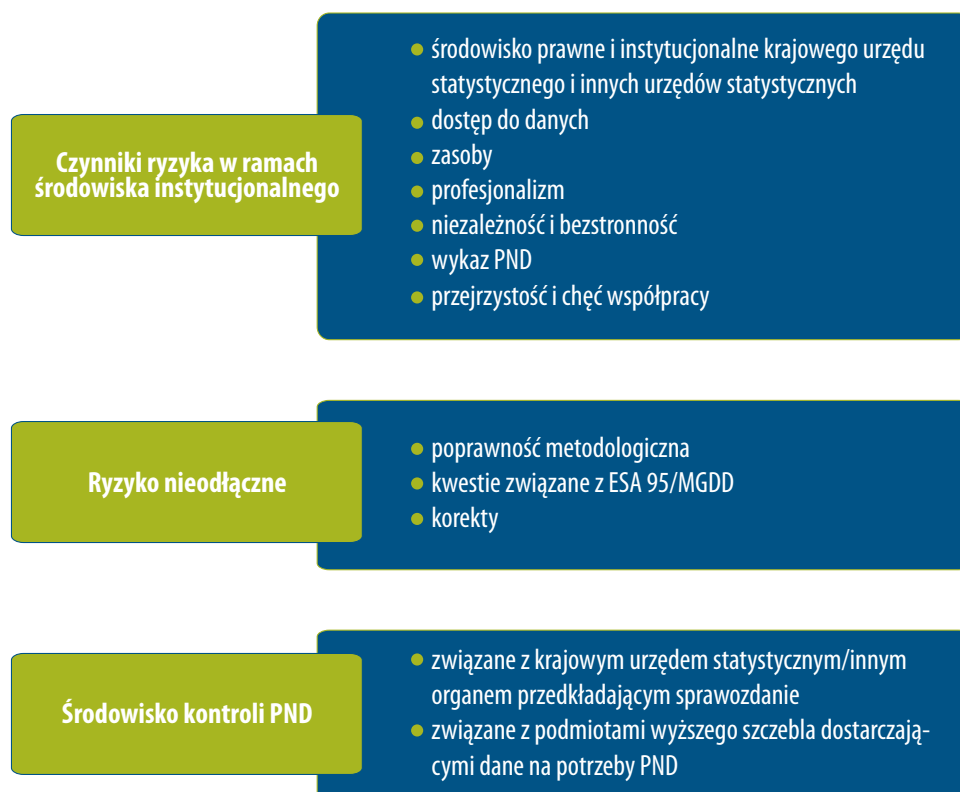 Czynniki ryzyka w ramach
środowiska instytucjonalnego
• środowisko prawne i instytucjonalne krajowego urzędu
statystycznego i innych urzędów statystycznych
• dostęp do danych
• zasoby
• profesjonalizm
• niezależność i bezstronność
• wykaz PND
• przejrzystość i chęć współpracy
Ryzyko nieodłączne
• poprawność metodologiczna
• kwestie związane z ESA 95/MGDD
• korekty
Środowisko kontroli PND
• związane z krajowym urzędem statystycznym/innym
organem przedkładającym sprawozdanie
• związane z podmiotami wyższego szczebla dostarczają-
cymi dane na potrzeby PND